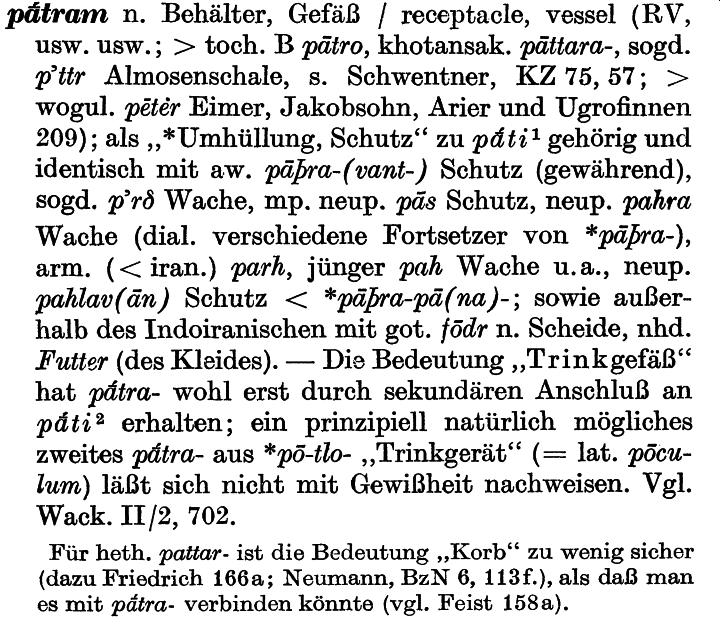 pā́tram n. Behälter, Gefäß / receptacle, vessel (RV,
usw. usw.; > toch. B pātro, khotansak. pāttara-, sogd.
p’ttr Almosenschale, s. Schwentner, KZ 75, 57; >
wogul. pētėr Eimer, Jakobsohn, Arier und Ugrofinnen
209); als „*Umhüllung, Schutz“ zu pā́ti¹ gehörig und
identisch mit aw. pāþra-(vant-) Schutz (gewährend),
sogd. p’rδ Wache, mp. neup. pās Schutz, neup. pahra
Wache (dial. verschiedene Fortsetzer von *pāþra-),
arm. (< iran.) parh, jünger pah Wache u.a., neup.
pahlav(ān) Schutz < *pāþra-pā(na)-; sowie außer-
halb des Indoiranischen mit got. fōdr n. Scheide, nhd.
Futter (des Kleides). — Die Bedeutung „Trinkgefäß“
hat pā́tra- wohl erst durch sekundären Anschluß an
pā́ti² erhalten; ein prinzipiell natürlich mögliches
zweites pā́tra- aus *pō-tlo- „Trinkgerät“ (= lat. pōcu-
lum) läßt sich nicht mit Gewißheit nachweisen. Vgl.
Wack. II/2, 702.
Für heth. pattar- ist die Bedeutung „Korb“ zu wenig sicher
(dazu Friedrich 166a; Neumann, BzN 6, 113f.), als daß man
es mit pā́tra- verbinden könnte (vgl. Feist 158a).